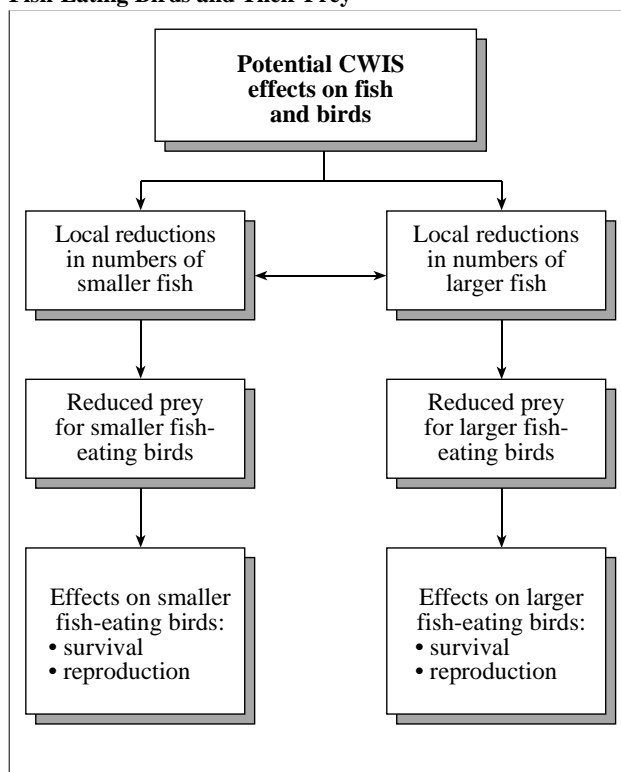 Fish-Eating Birds and Their Prey
Potential CWIS
effects on fish
and birds
Local reductions
in numbers of
smaller fish
Local reductions
in numbers of
larger fish
Reduced prey
for smaller fish-
eating birds
Reduced prey
for larger fish-
eating birds
Effects on smaller
fish-eating birds:
• survival
• reproduction
Effects on larger
fish-eating birds:
• survival
• reproduction